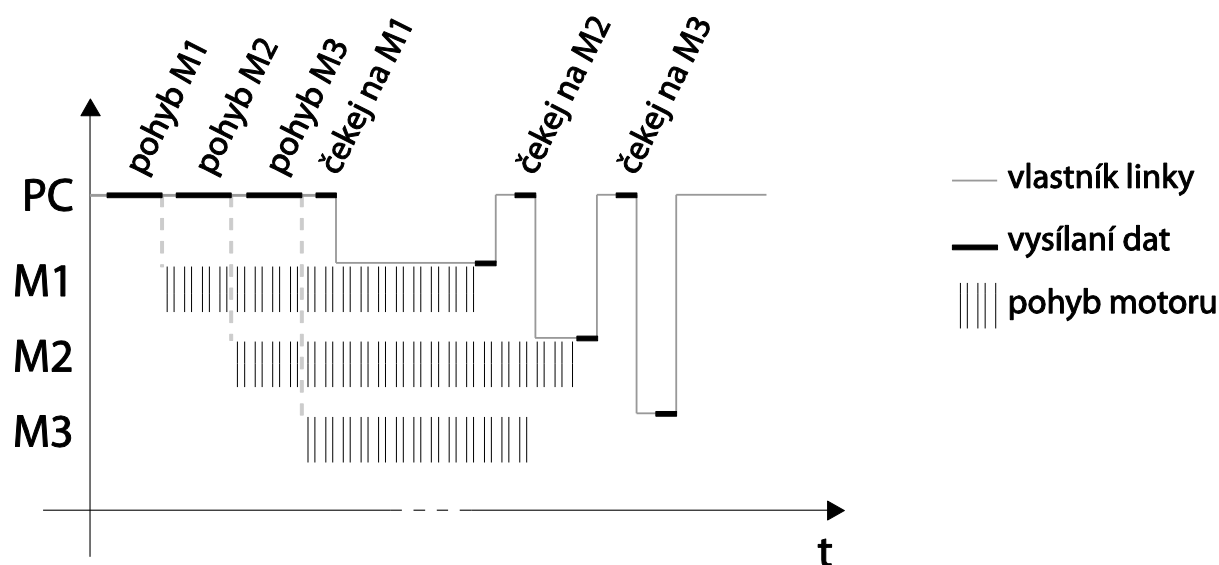 pohyb M1
pohyb M2
pohyb M3
čekej na M1
čekej na M2
čekej na M3
PC
M1
M2
M3
t
vlastník linky
vysílaní dat
pohyb motoru